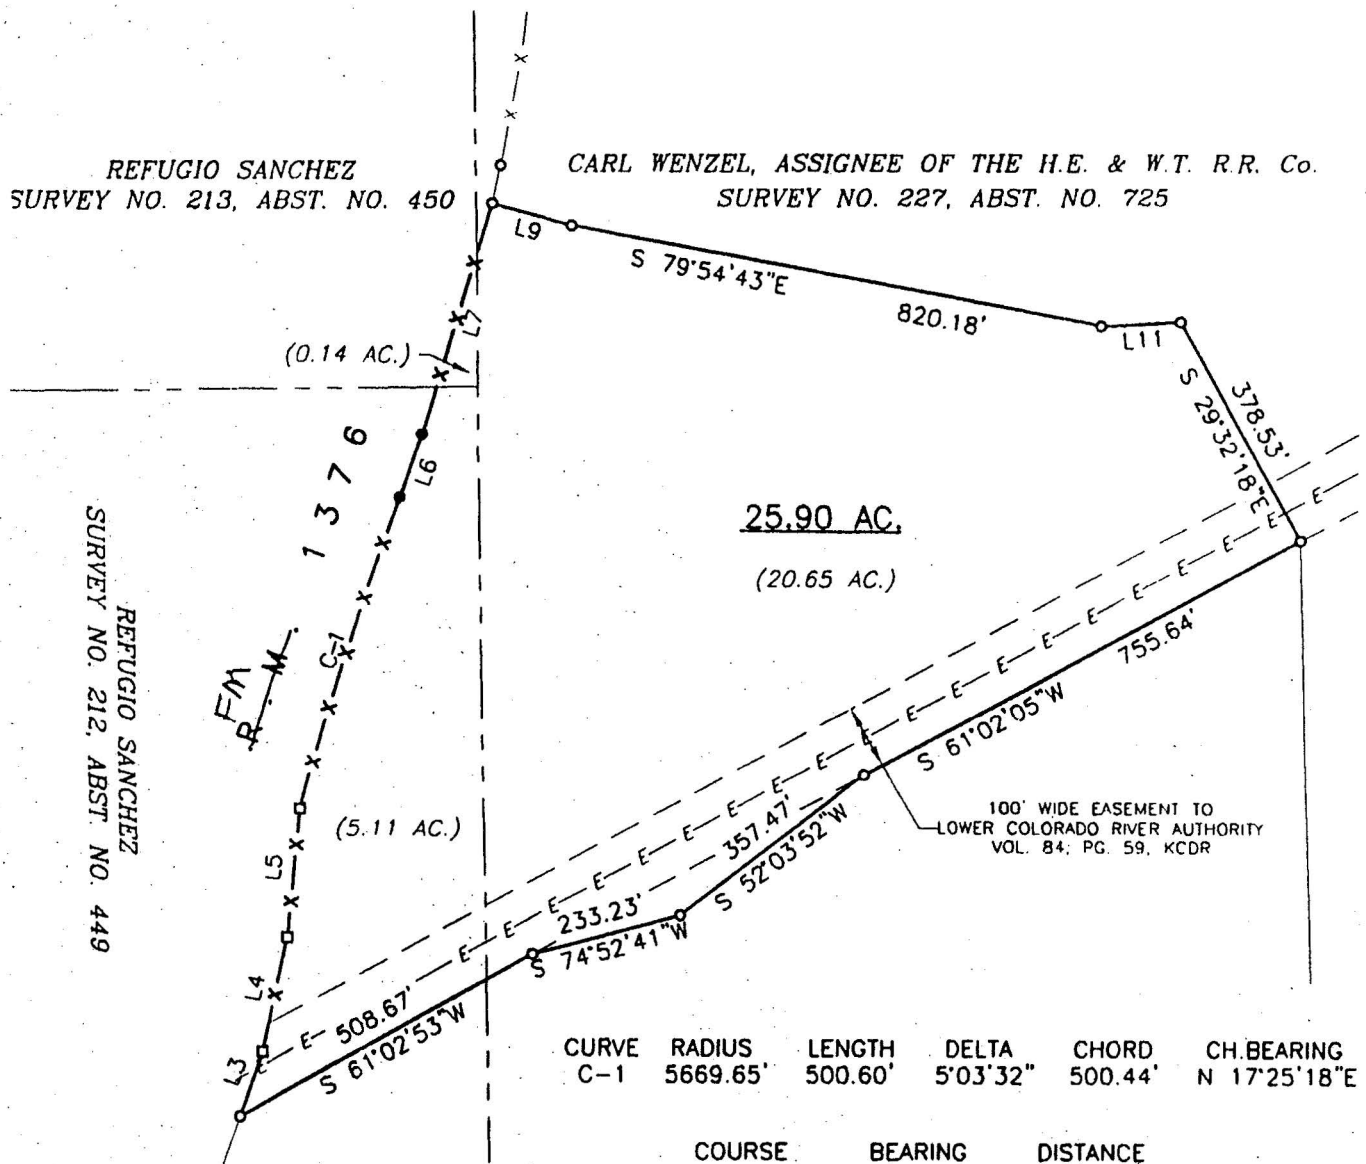 REFUGIO SANCHEZ
SURVEY NO. 213, ABST. NO. 450
CARL WENZEL, ASSIGNEE OF THE H.E. & W.T. R.R. Co.
SURVEY NO. 227, ABST. NO. 725
L9
S 79°54'43"E
820.18'
L11
L7
(0.14 AC.)
378.53'
S 29°32'18"E
1376
L6
25.90 AC.
(20.65 AC.)
REFUGIO SANCHEZ
SURVEY NO. 212, ABST. NO. 449
FM
R. M.
C-1
755.64'
S 61°02'05"W
(5.11 AC.)
L5
357.47'
S 52°03'52"W
100' WIDE EASEMENT TO
LOWER COLORADO RIVER AUTHORITY
VOL. 84; PG. 59, KCDR
233.23'
S 74°52'41"W
L4
508.67'
S 61°02'53"W
L3
CURVE RADIUS LENGTH DELTA CHORD CH.BEARING
C-1 5669.65' 500.60' 5°03'32" 500.44' N 17°25'18"E
COURSE BEARING DISTANCE